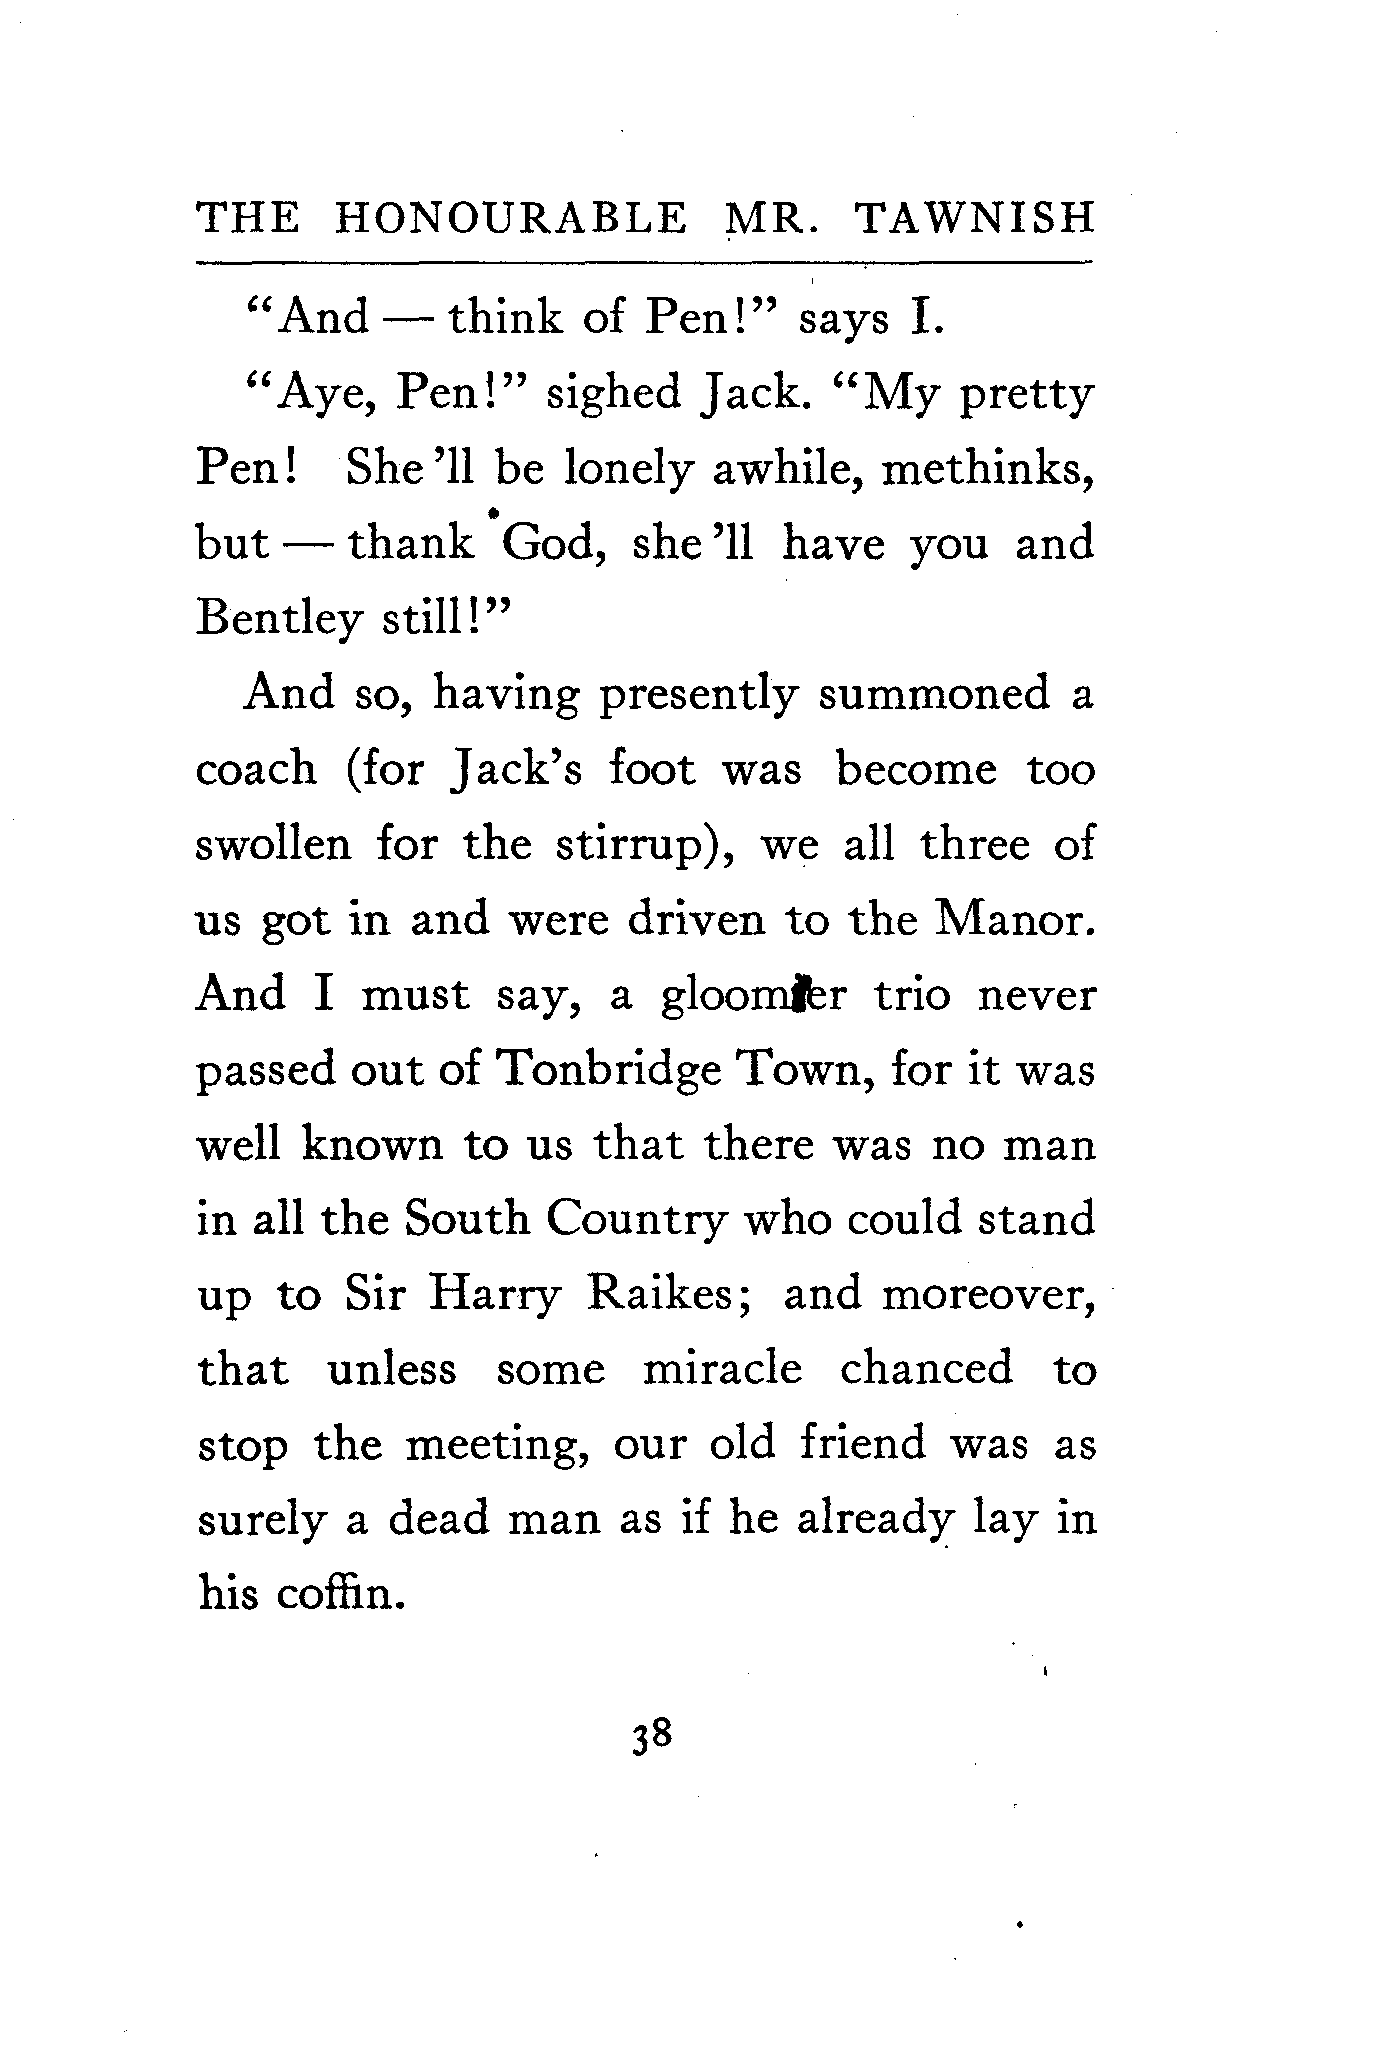 THE HONOURABLE MR. TAWNISH
“And — think of Pen!” says I.
“Aye, Pen!” sighed Jack. “My pretty
Pen! She’ll be lonely awhile, methinks,
but — thank God, she’ll have you and
Bentley still!”
And so, having presently summoned a
coach (for Jack’s foot was become too
swollen for the stirrup), we all three of
us got in and were driven to the Manor.
And I must say, a gloomier trio never
passed out of Tonbridge Town, for it was
well known to us that there was no man
in all the South Country who could stand
up to Sir Harry Raikes; and moreover,
that unless some miracle chanced to
stop the meeting, our old friend was as
surely a dead man as if he already lay in
his coffin.
38